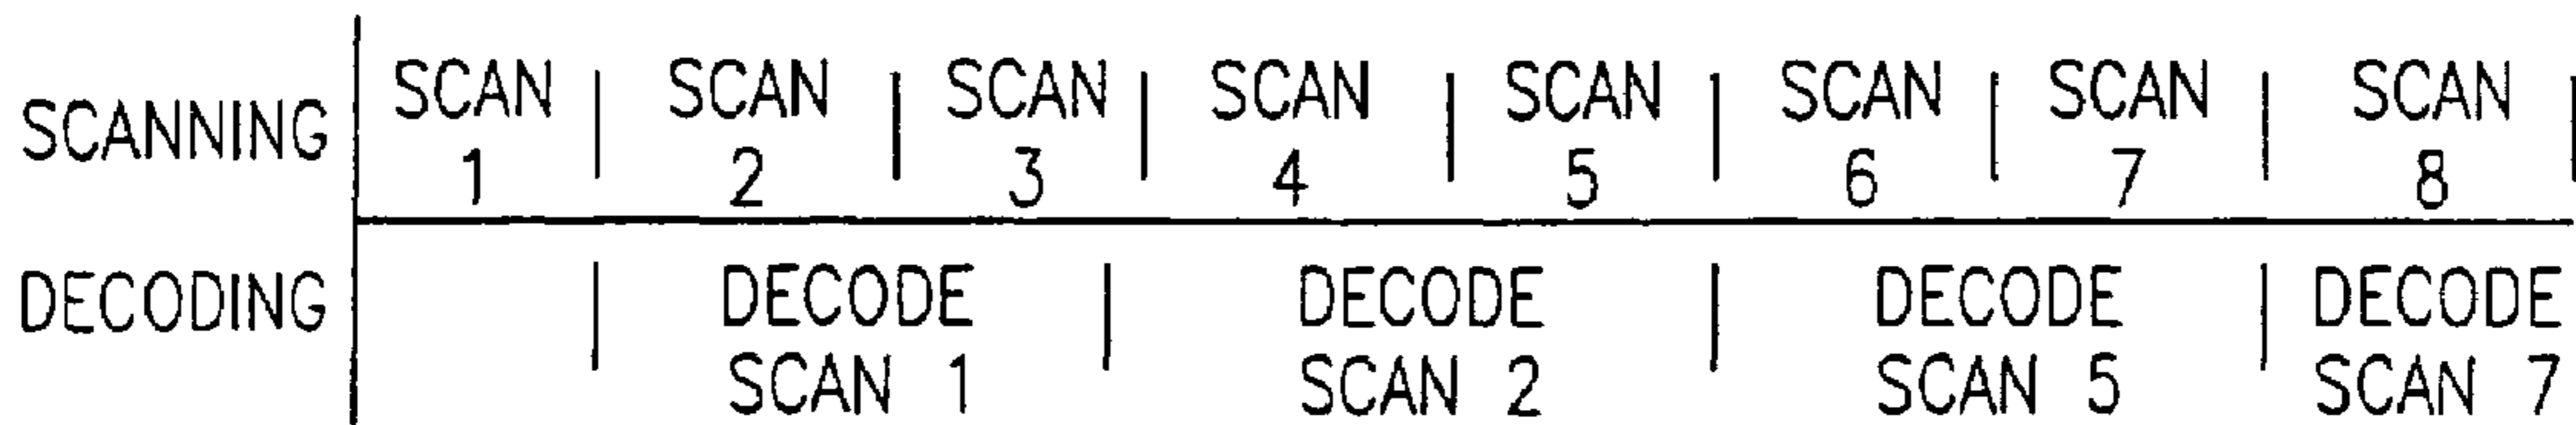 SCANNING SCAN SCAN SCAN SCAN SCAN SCAN SCAN SCAN
1 2 3 4 5 6 7 8
DECODING DECODE DECODE DECODE DECODE
SCAN 1 SCAN 2 SCAN 5 SCAN 7